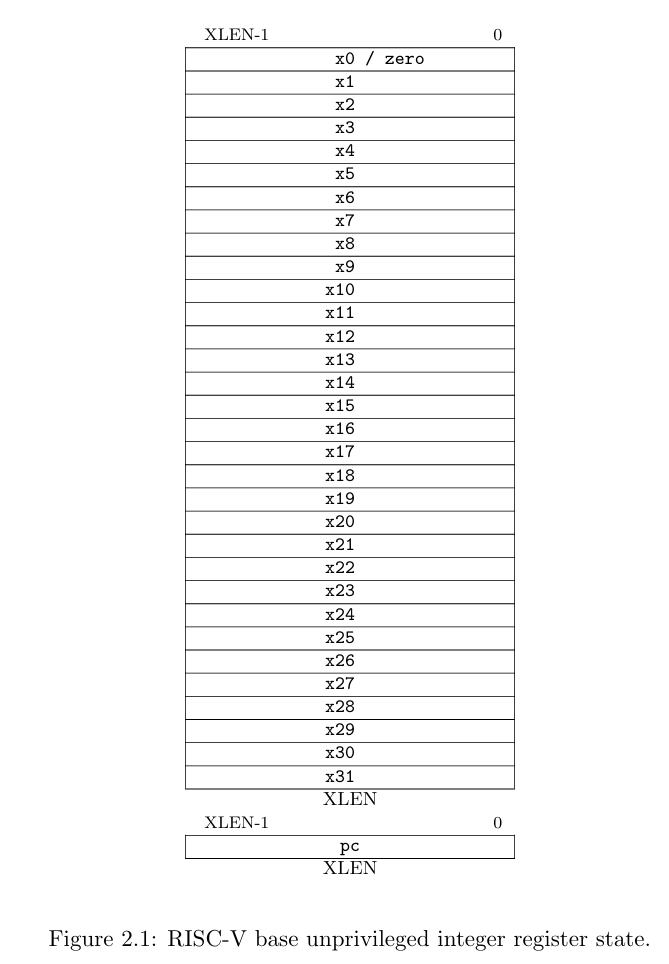 XLEN-1 0
x0 / zero
x1
x2
x3
x4
x5
x6
x7
x8
x9
x10
x11
x12
x13
x14
x15
x16
x17
x18
x19
x20
x21
x22
x23
x24
x25
x26
x27
x28
x29
x30
x31
XLEN
XLEN-1 0
pc
XLEN
Figure 2.1: RISC-V base unprivileged integer register state.